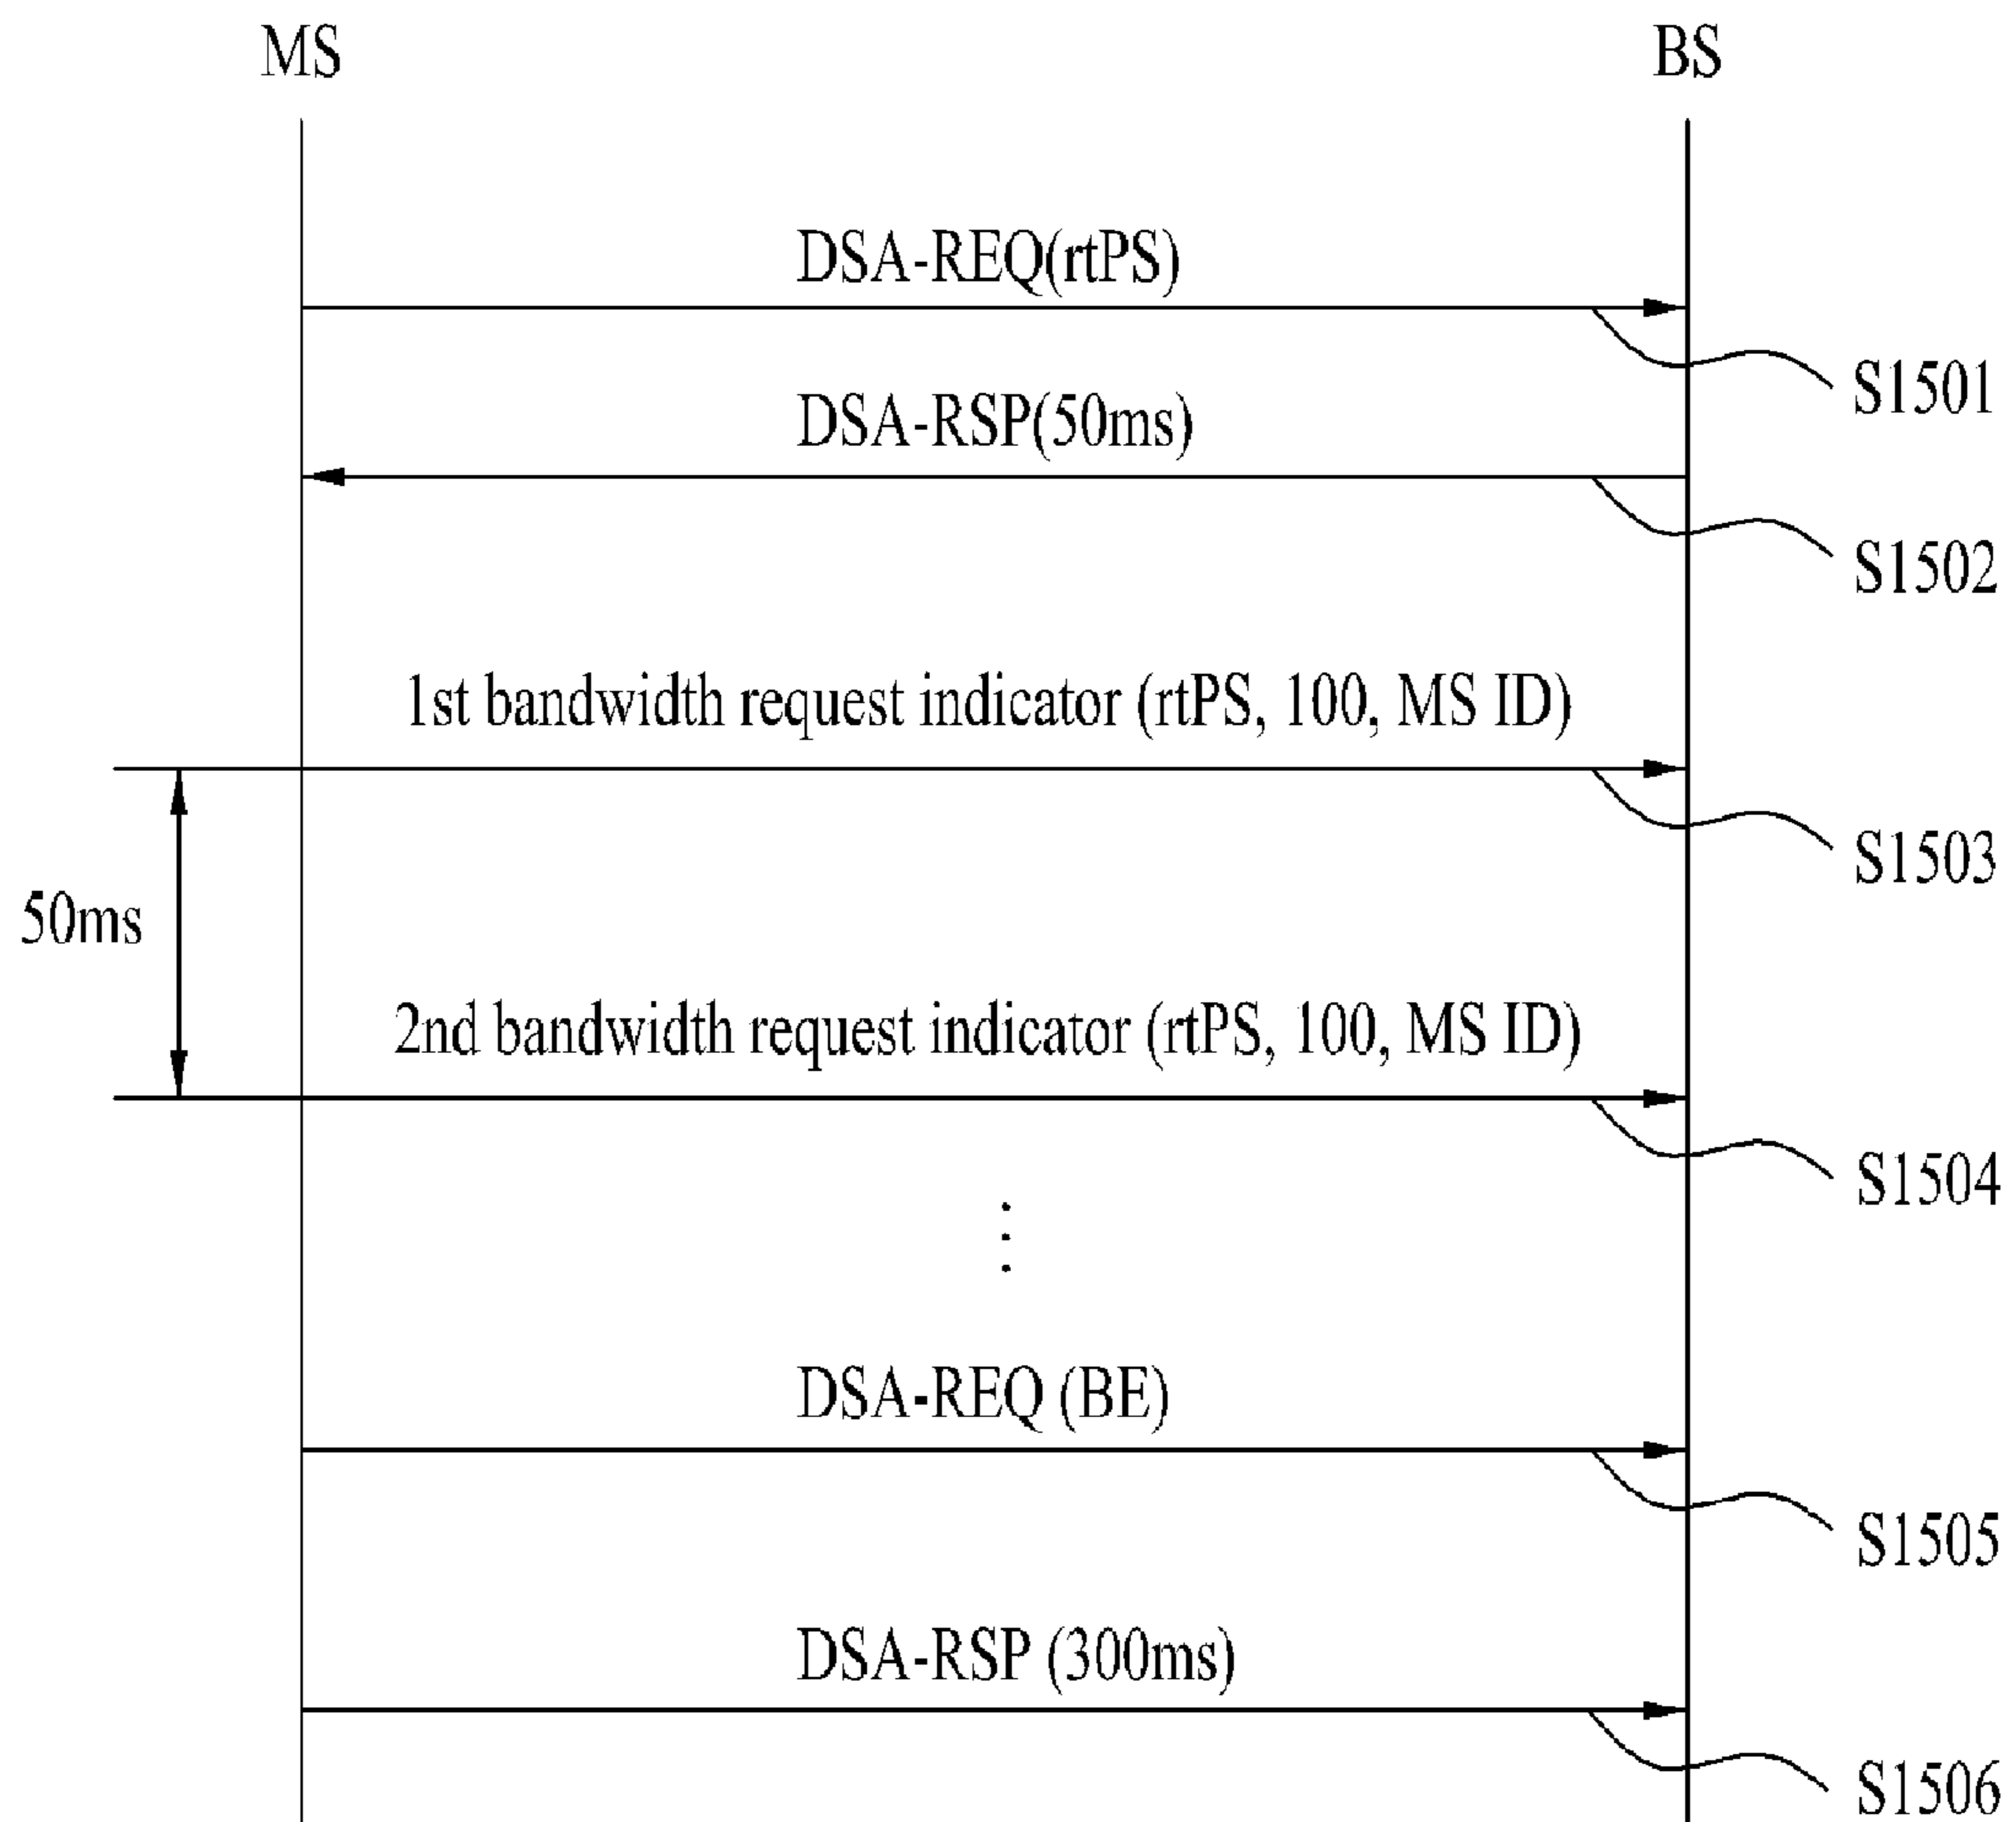 MS
BS
DSA-REQ(rtPS)
S1501
DSA-RSP(50ms)
S1502
1st bandwidth request indicator (rtPS, 100, MS ID)
S1503
50ms
2nd bandwidth request indicator (rtPS, 100, MS ID)
S1504
DSA-REQ (BE)
S1505
DSA-RSP (300ms)
S1506